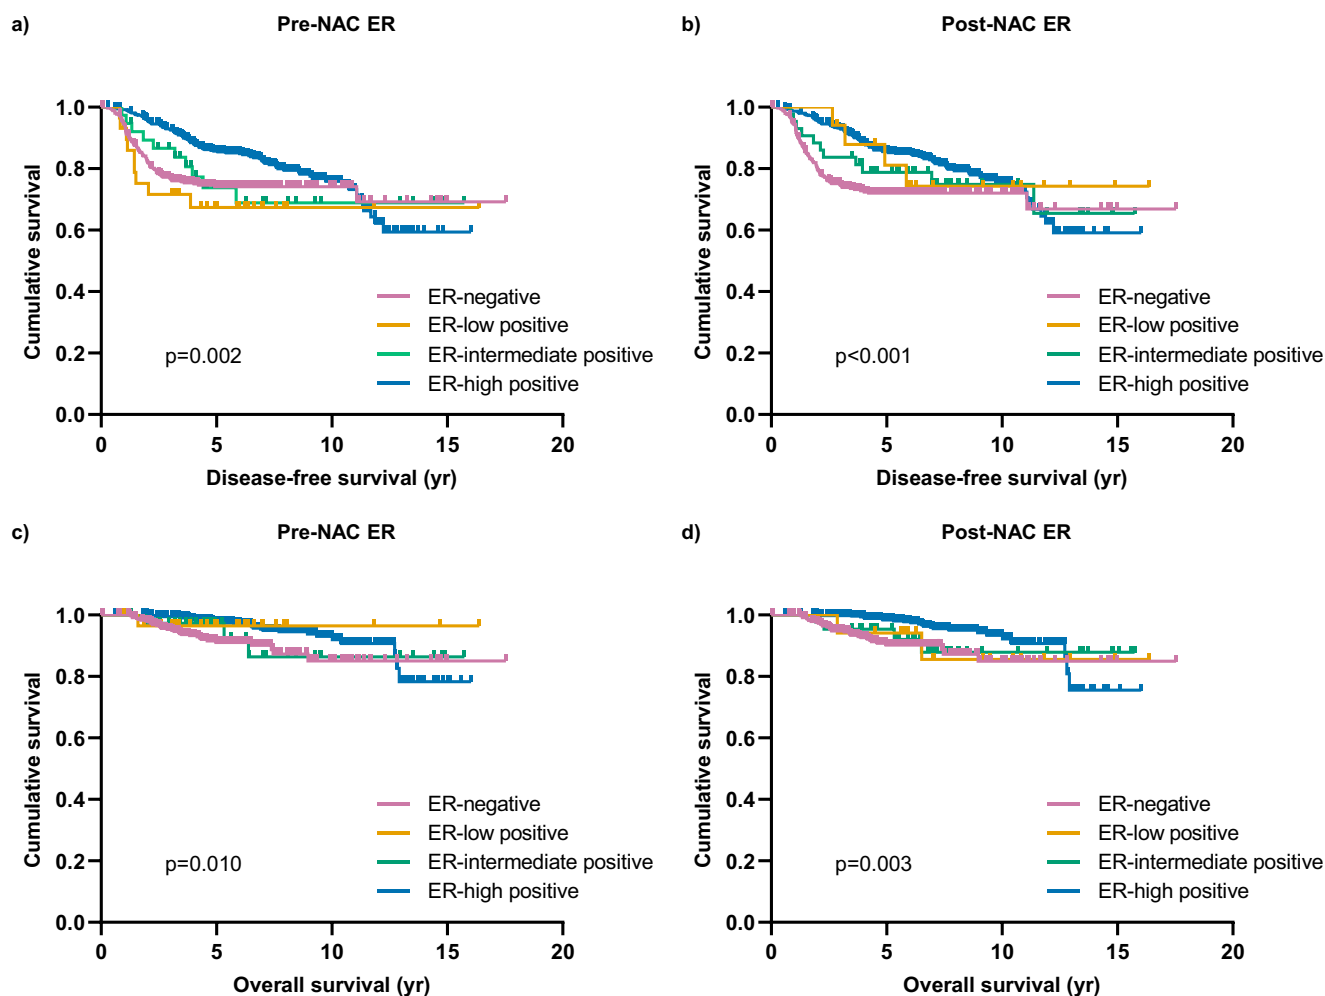 a)
Pre-NAC ER
1.0
0.8
0.6
0.4
0.2
0.0
Cumulative survival
ER-negative
ER-low positive
ER-intermediate positive
ER-high positive
p=0.002
0 5 10 15 20
Disease-free survival (yr)
b)
Post-NAC ER
1.0
0.8
0.6
0.4
0.2
0.0
Cumulative survival
ER-negative
ER-low positive
ER-intermediate positive
ER-high positive
p<0.001
0 5 10 15 20
Disease-free survival (yr)
c)
Pre-NAC ER
1.0
0.8
0.6
0.4
0.2
0.0
Cumulative survival
ER-negative
ER-low positive
ER-intermediate positive
ER-high positive
p=0.010
0 5 10 15 20
Overall survival (yr)
d)
Post-NAC ER
1.0
0.8
0.6
0.4
0.2
0.0
Cumulative survival
ER-negative
ER-low positive
ER-intermediate positive
ER-high positive
p=0.003
0 5 10 15 20
Overall survival (yr)